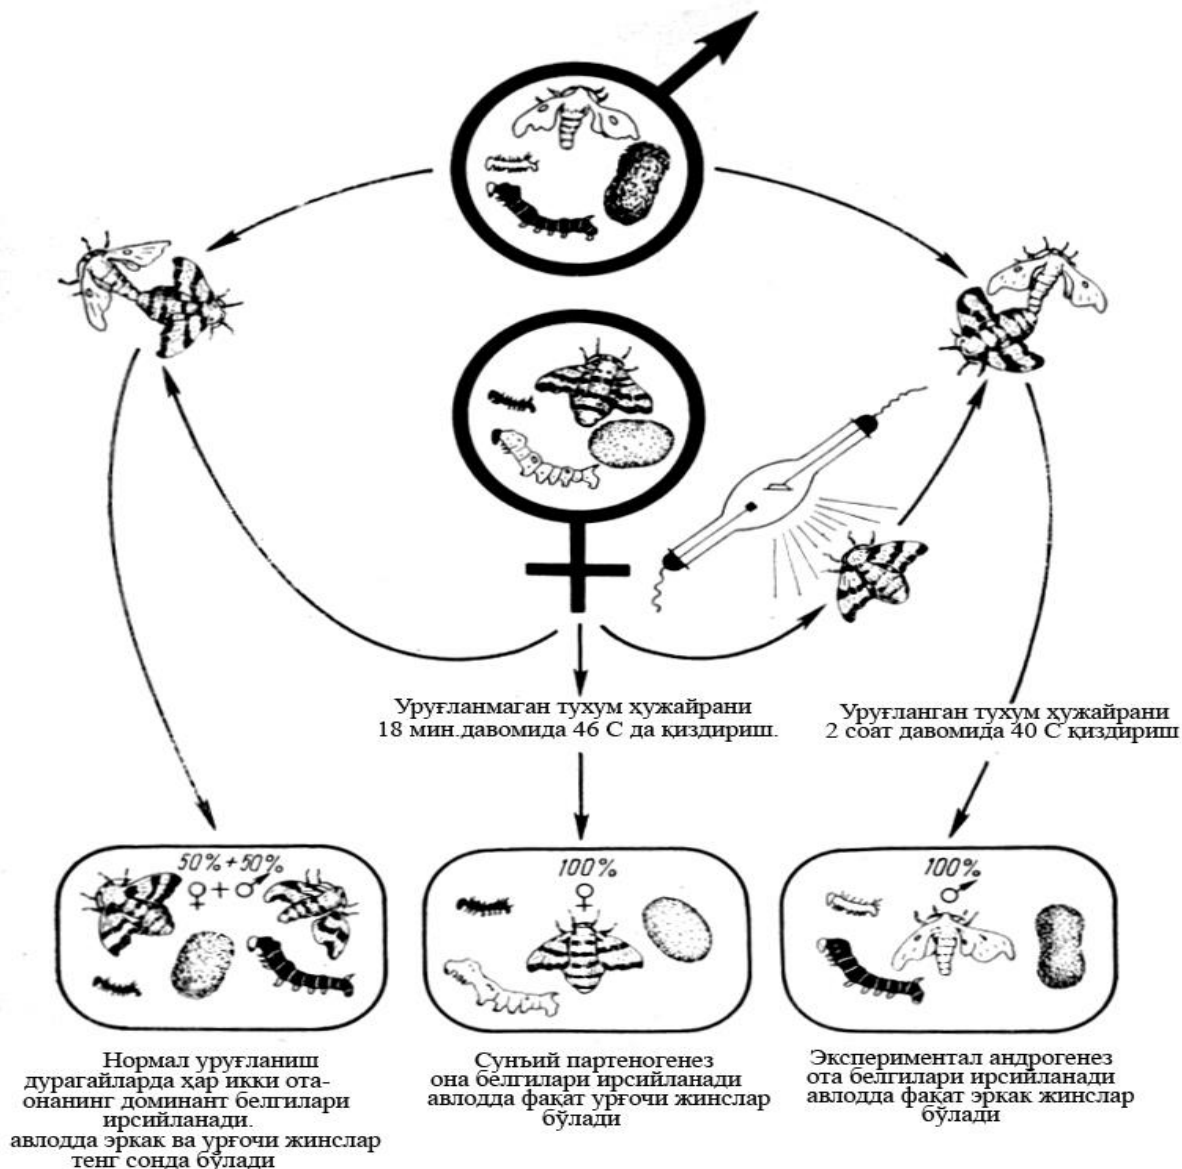 Уруғланмаган тухум ҳужайрани
18 мин.давомида 46 С да қиздириш.
Уруғланган тухум ҳужайрани
2 соат давомида 40 С қиздириш
50%+50%
♀+♂
100%
♀
100%
♂
Нормал уруғланиш
дурагайларда ҳар икки ота-
онанинг доминант белгилари
ирсийланади.
авлодда эркак ва урғочи жинслар
тенг сонда бўлади
Сунъий партеногенез
она белгилари ирсийланади
авлодда фақат урғочи жинслар
бўлади
Экспериментал андрогенез
ота белгилари ирсийланади
авлодда фақат эркак жинслар
бўлади